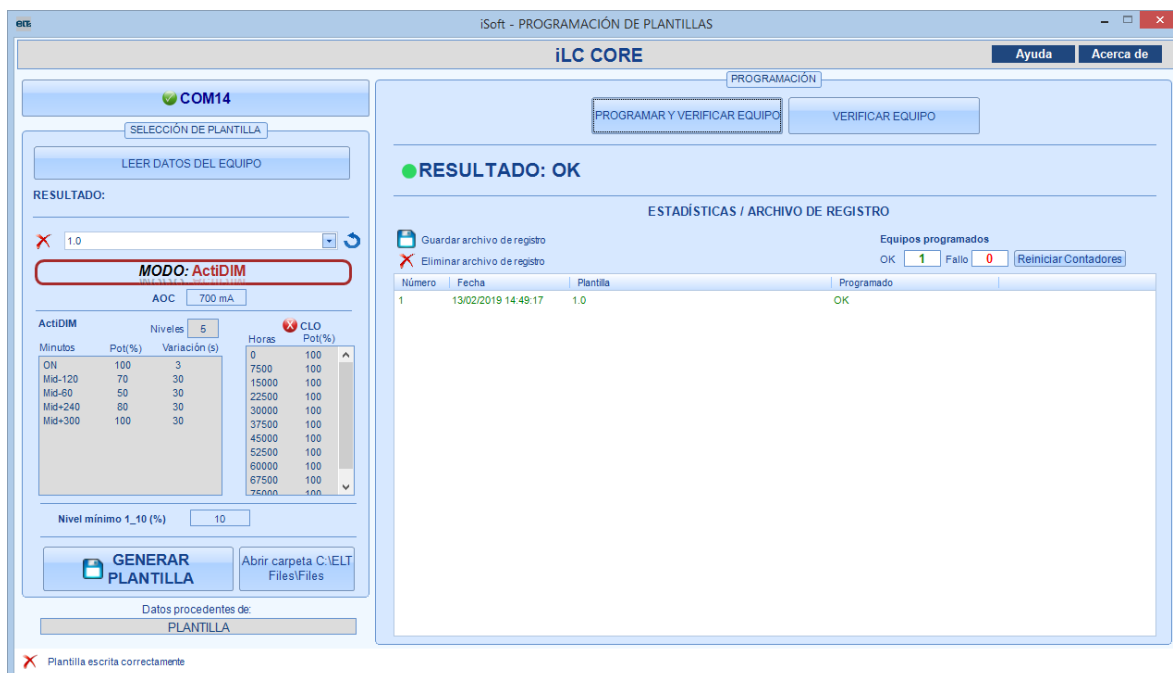 iSoft - PROGRAMACIÓN DE PLANTILLAS
iLC CORE
Ayuda
Acerca de
COM14
SELECCIÓN DE PLANTILLA
LEER DATOS DEL EQUIPO
RESULTADO:
1.0
MODO: ActiDIM
AOC 700 mA
ActiDIM
Niveles 5
CLO
Minutos Pot(%) Variación (s)
ON 100 3
Mid-120 70 30
Mid-60 50 30
Mid+240 80 30
Mid+300 100 30
Horas Pot(%)
0 100
7500 100
15000 100
22500 100
30000 100
37500 100
45000 100
52500 100
60000 100
67500 100
75000 100
Nivel mínimo 1_10 (%) 10
GENERAR
PLANTILLA
Abrir carpeta C:\ELT
Files\Files
Datos procedentes de:
PLANTILLA
Plantilla escrita correctamente
PROGRAMACIÓN
PROGRAMAR Y VERIFICAR EQUIPO
VERIFICAR EQUIPO
RESULTADO: OK
ESTADÍSTICAS / ARCHIVO DE REGISTRO
Guardar archivo de registro
Eliminar archivo de registro
Equipos programados
OK 1 Fallo 0 Reiniciar Contadores
Número Fecha Plantilla Programado
1 13/02/2019 14:49:17 1.0 OK